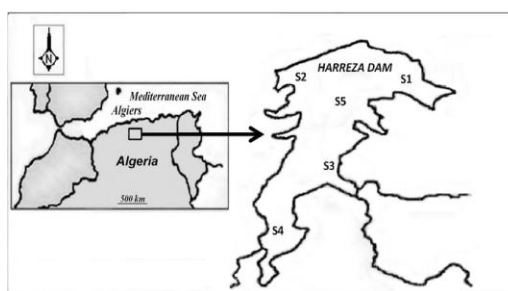 N
Mediterranean Sea
Algiers
Algeria
500 km
HARREZA DAM
S2
S1
S5
S3
S4